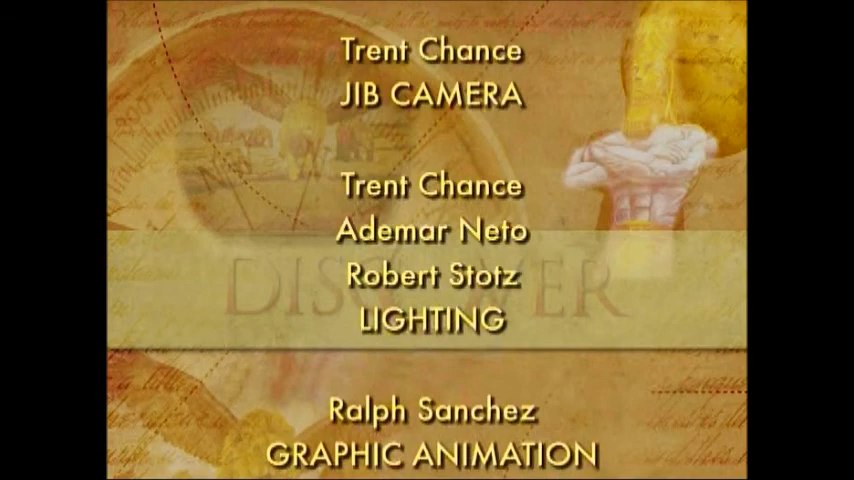 Trent Chance
JIB CAMERA
Trent Chance
Ademar Neto
Robert Stotz
DISCOVER
LIGHTING
Ralph Sanchez
GRAPHIC ANIMATION